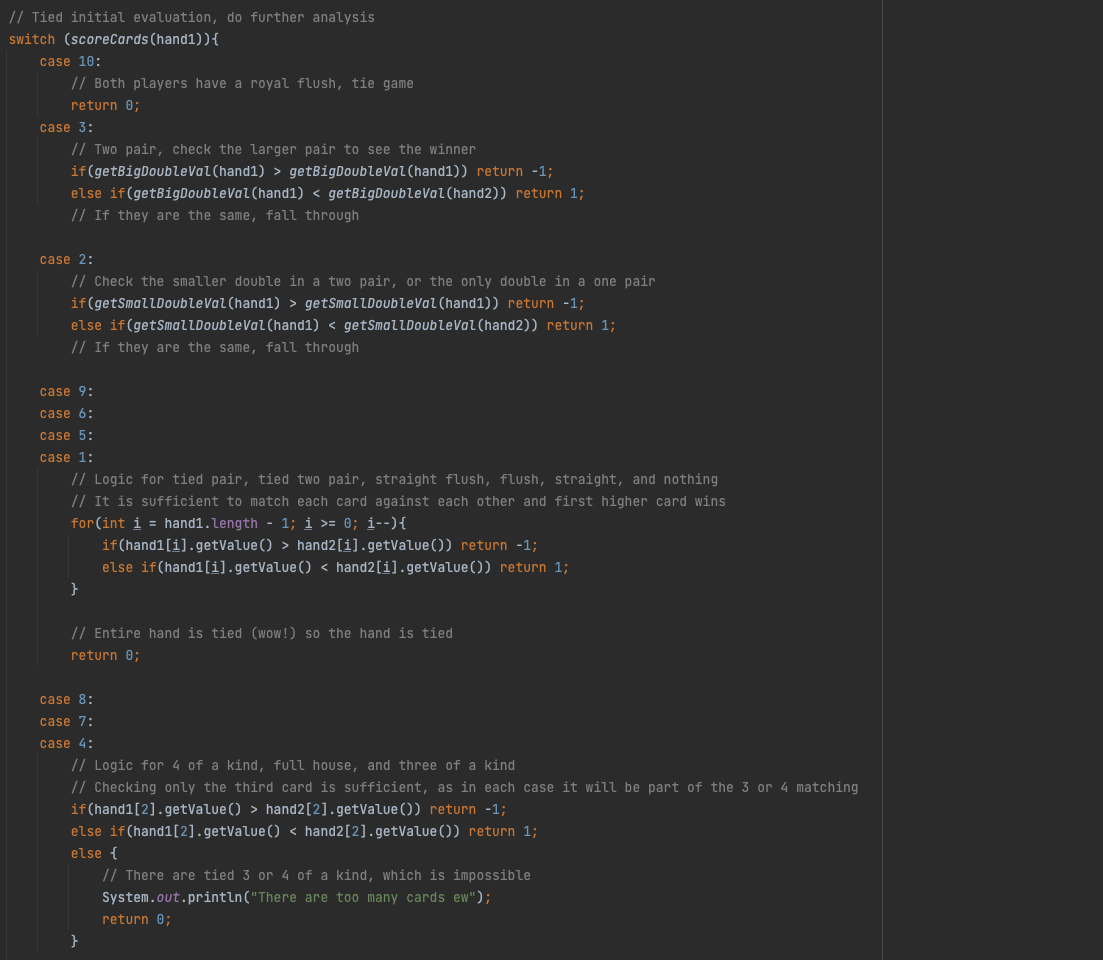 // Tied initial evaluation, do further analysis
switch (scoreCards(hand1)){
    case 10:
        // Both players have a royal flush, tie game
        return 0;
    case 3:
        // Two pair, check the larger pair to see the winner
        if(getBigDoubleVal(hand1) > getBigDoubleVal(hand1)) return -1;
        else if(getBigDoubleVal(hand1) < getBigDoubleVal(hand2)) return 1;
        // If they are the same, fall through

    case 2:
        // Check the smaller double in a two pair, or the only double in a one pair
        if(getSmallDoubleVal(hand1) > getSmallDoubleVal(hand1)) return -1;
        else if(getSmallDoubleVal(hand1) < getSmallDoubleVal(hand2)) return 1;
        // If they are the same, fall through

    case 9:
    case 6:
    case 5:
    case 1:
        // Logic for tied pair, tied two pair, straight flush, flush, straight, and nothing
        // It is sufficient to match each card against each other and first higher card wins
        for(int i = hand1.length - 1; i >= 0; i--){
            if(hand1[i].getValue() > hand2[i].getValue()) return -1;
            else if(hand1[i].getValue() < hand2[i].getValue()) return 1;
        }

        // Entire hand is tied (wow!) so the hand is tied
        return 0;

    case 8:
    case 7:
    case 4:
        // Logic for 4 of a kind, full house, and three of a kind
        // Checking only the third card is sufficient, as in each case it will be part of the 3 or 4 matching
        if(hand1[2].getValue() > hand2[2].getValue()) return -1;
        else if(hand1[2].getValue() < hand2[2].getValue()) return 1;
        else {
            // There are tied 3 or 4 of a kind, which is impossible
            System.out.println("There are too many cards ew");
            return 0;
        }